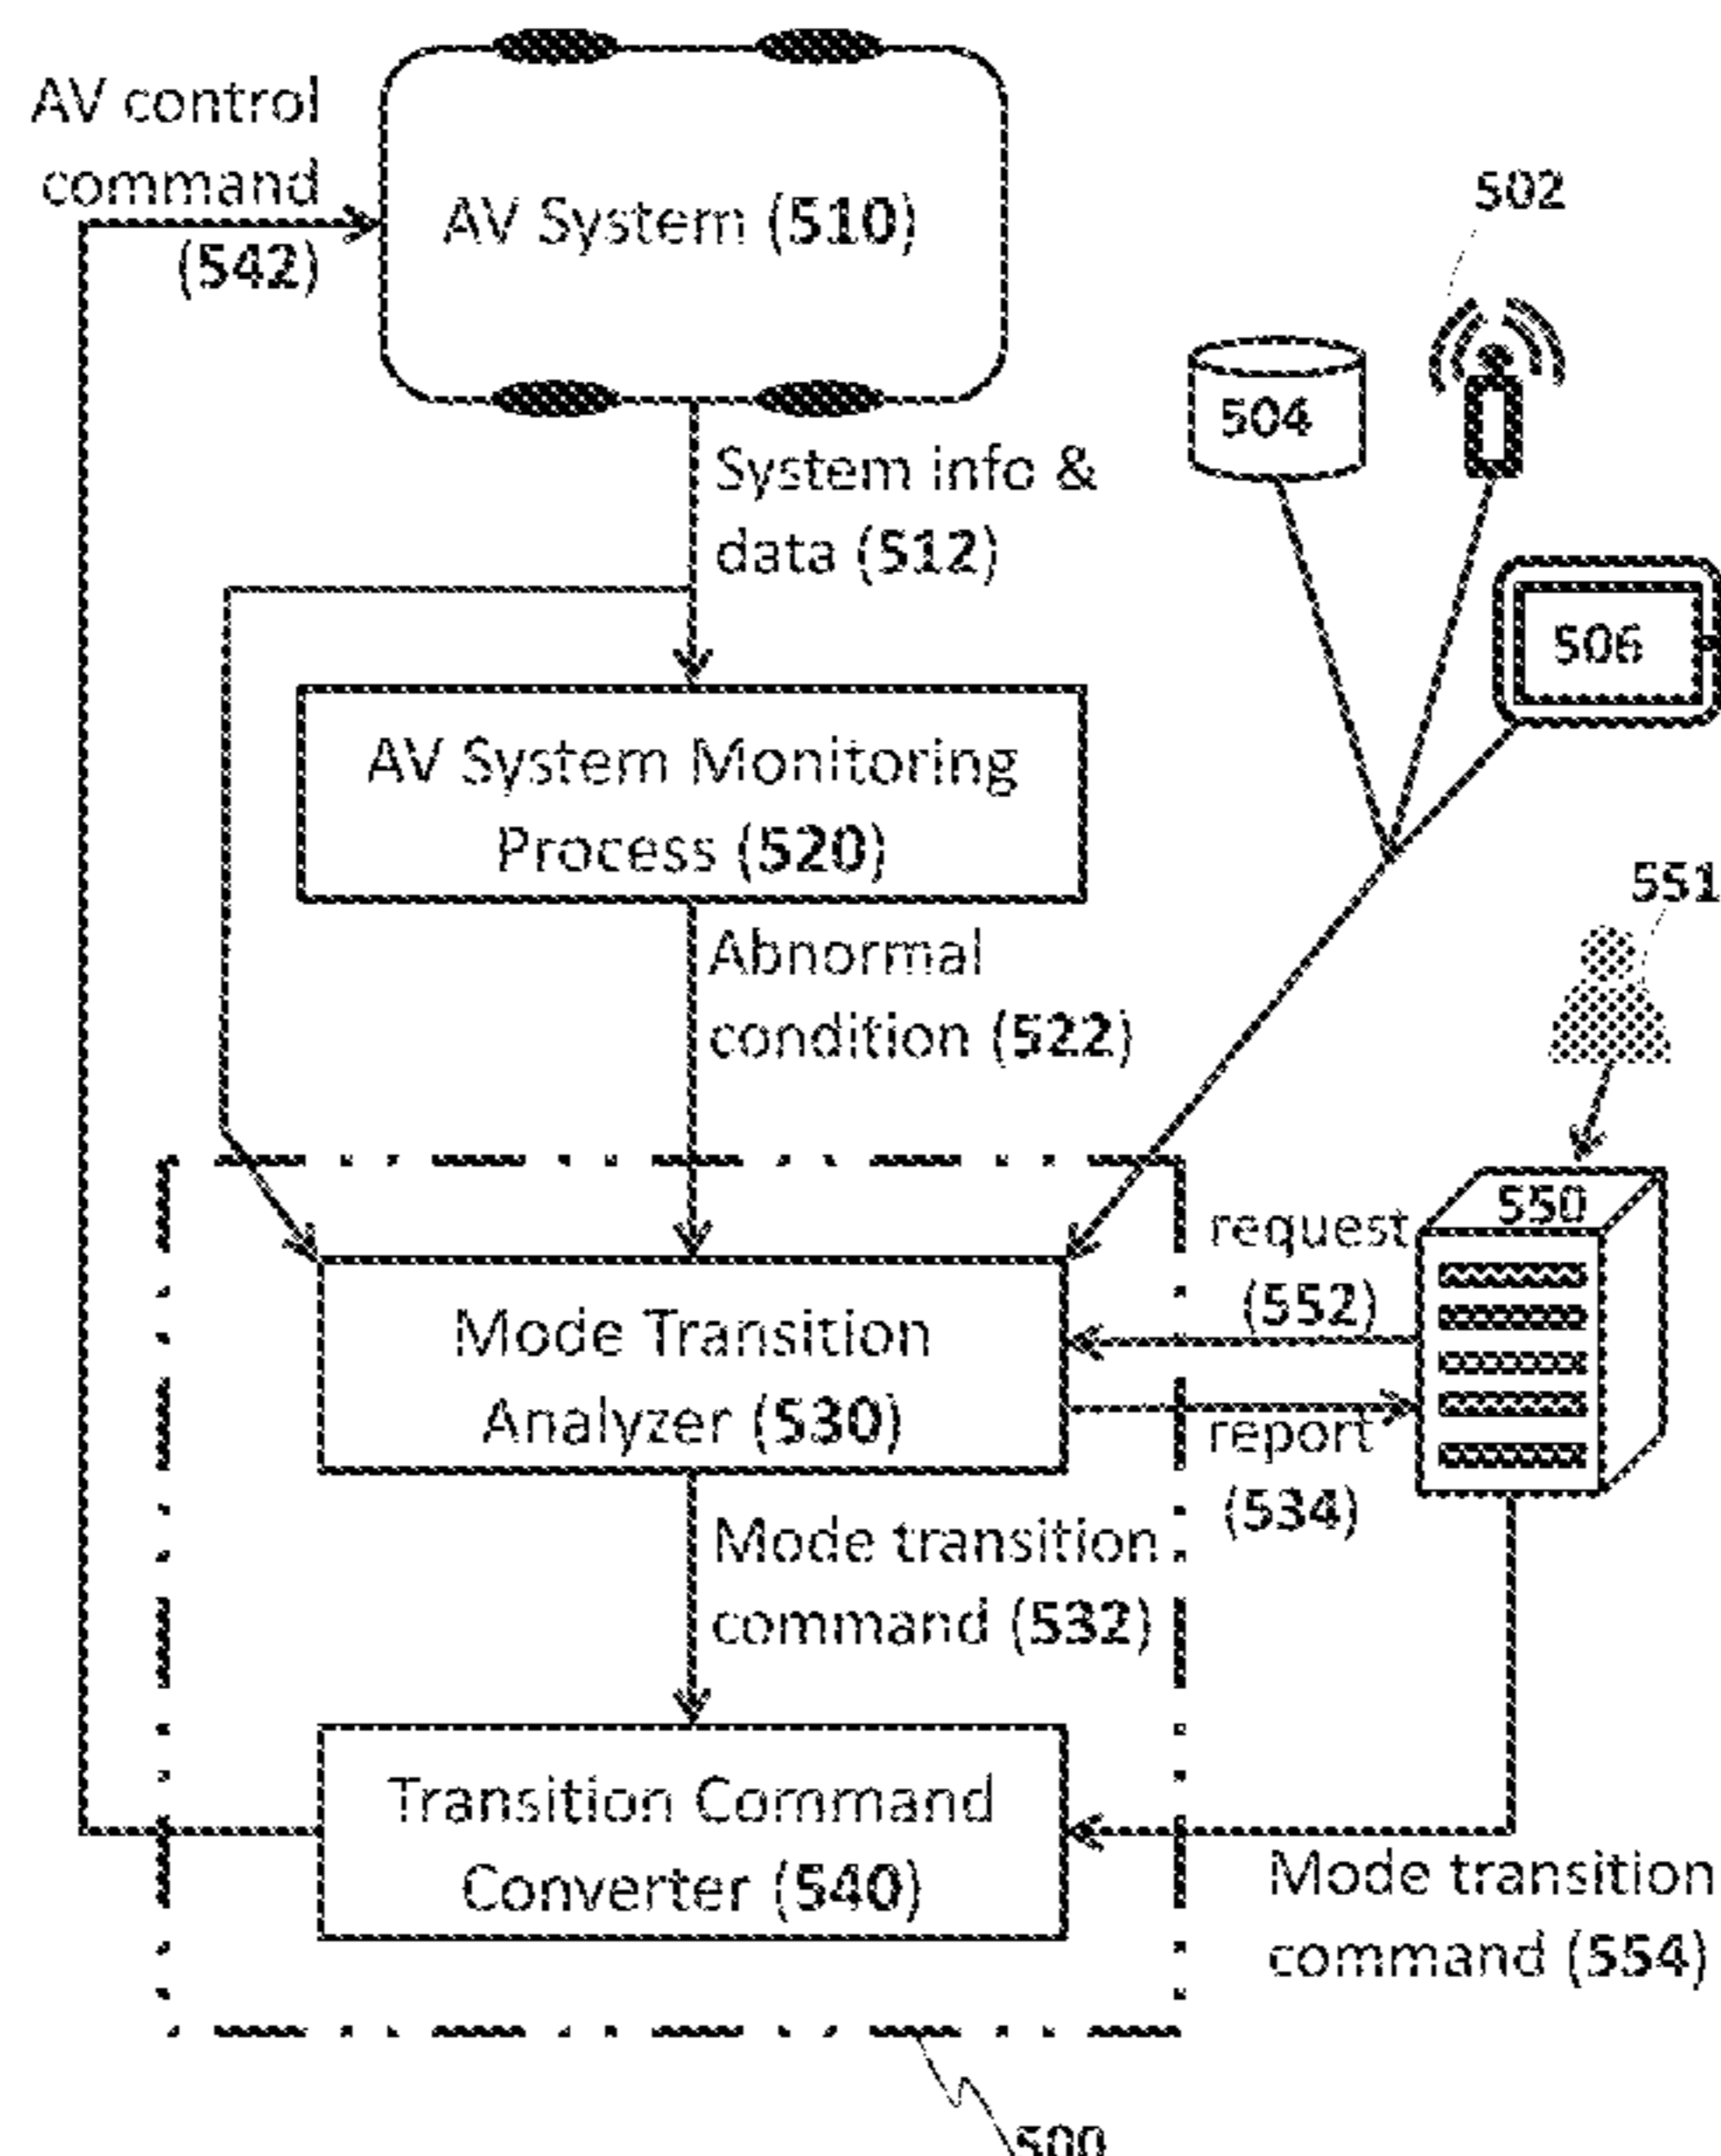 AV control
command
(542)
AV System (510)
502
504
System info &
data (512)
506
AV System Monitoring
Process (520)
551
Abnormal
condition (522)
550
request
(552)
Mode Transition
Analyzer (530)
report
(534)
Mode transition
command (532)
Transition Command
Converter (540)
Mode transition
command (554)
500